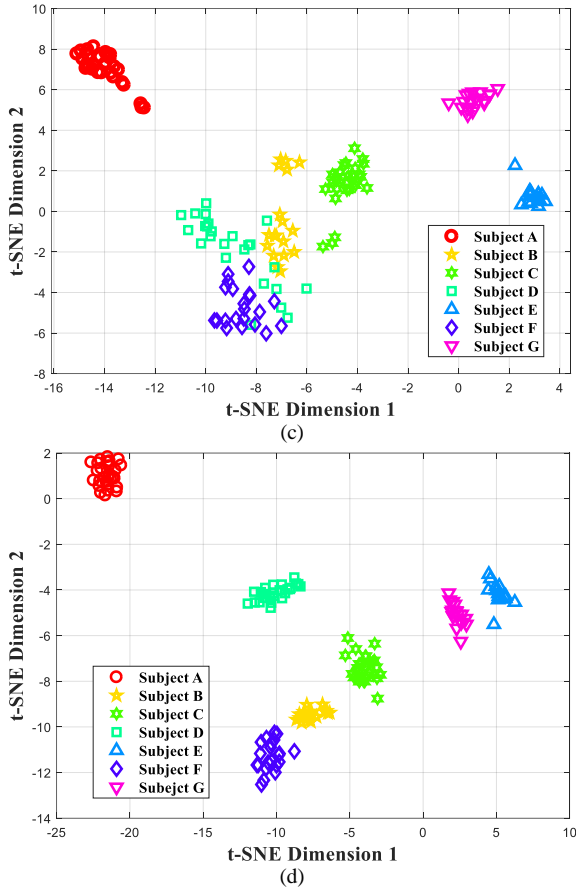 10
8
6
4
2
0
-2
-4
-6
-8
t-SNE Dimension 2
Subject A
Subject B
Subject C
Subject D
Subject E
Subject F
Subject G
-16 -14 -12 -10 -8 -6 -4 -2 0 2 4
t-SNE Dimension 1
(c)
2
0
-2
-4
-6
-8
-10
-12
-14
t-SNE Dimension 2
Subject A
Subject B
Subject C
Subject D
Subject E
Subject F
Subejct G
-25 -20 -15 -10 -5 0 5 10
t-SNE Dimension 1
(d)